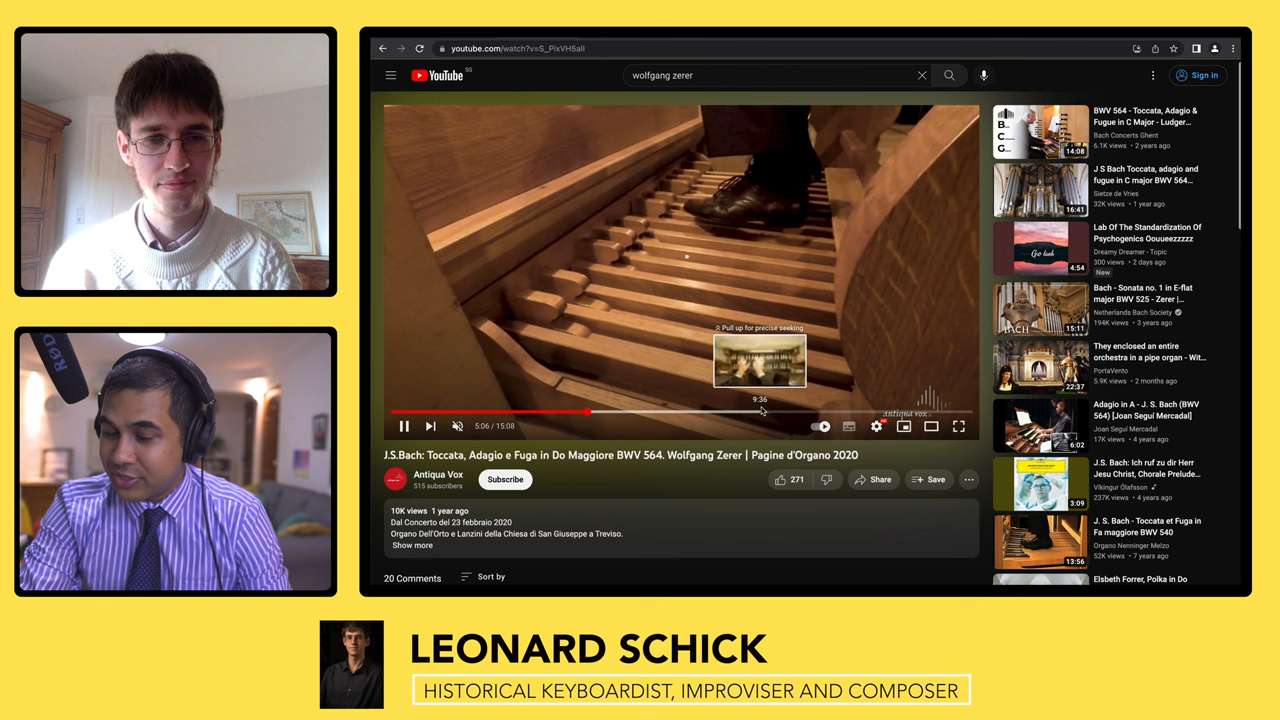 RØD
youtube.com/watch?v=S_PixVH5aII
YouTube SG
wolfgang zerer
Sign in
Pull up for precise seeking
9:36
antiqua vox
5:06 / 15:08
J.S.Bach: Toccata, Adagio e Fuga in Do Maggiore BWV 564. Wolfgang Zerer | Pagine d'Organo 2020
Antiqua Vox
515 subscribers
Subscribe
271
Share
Save
10K views 1 year ago
Dal Concerto del 23 febbraio 2020
Organo Dell'Orto e Lanzini della Chiesa di San Giuseppe a Treviso.
Show more
20 Comments
Sort by
B
C
G
14:08
BWV 564 - Toccata, Adagio &
Fugue in C Major - Ludger...
Bach Concerts Ghent
6.1K views • 2 years ago
16:41
J S Bach Toccata, adagio and
fugue in C major BWV 564...
Sietze de Vries
32K views • 1 year ago
4:54
Lab Of The Standardization Of
Psychogenics Oouueezzzzz
Dreamy Dreamer - Topic
300 views • 2 days ago
New
BACH
15:11
Bach - Sonata no. 1 in E-flat
major BWV 525 - Zerer |...
Netherlands Bach Society
194K views • 3 years ago
22:37
They enclosed an entire
orchestra in a pipe organ - Wit...
PortaVento
5.9K views • 2 months ago
6:02
Adagio in A - J. S. Bach (BWV
564) [Joan Seguí Mercadal]
Joan Seguí Mercadal
17K views • 4 years ago
3:09
J.S. Bach: Ich ruf zu dir Herr
Jesu Christ, Chorale Prelude...
Víkingur Ólafsson
237K views • 4 years ago
13:56
J. S. Bach - Toccata et Fuga in
Fa maggiore BWV 540
Organo Nenninger Melzo
52K views • 7 years ago
Elsbeth Forrer, Polka in Do
LEONARD SCHICK
HISTORICAL KEYBOARDIST, IMPROVISER AND COMPOSER